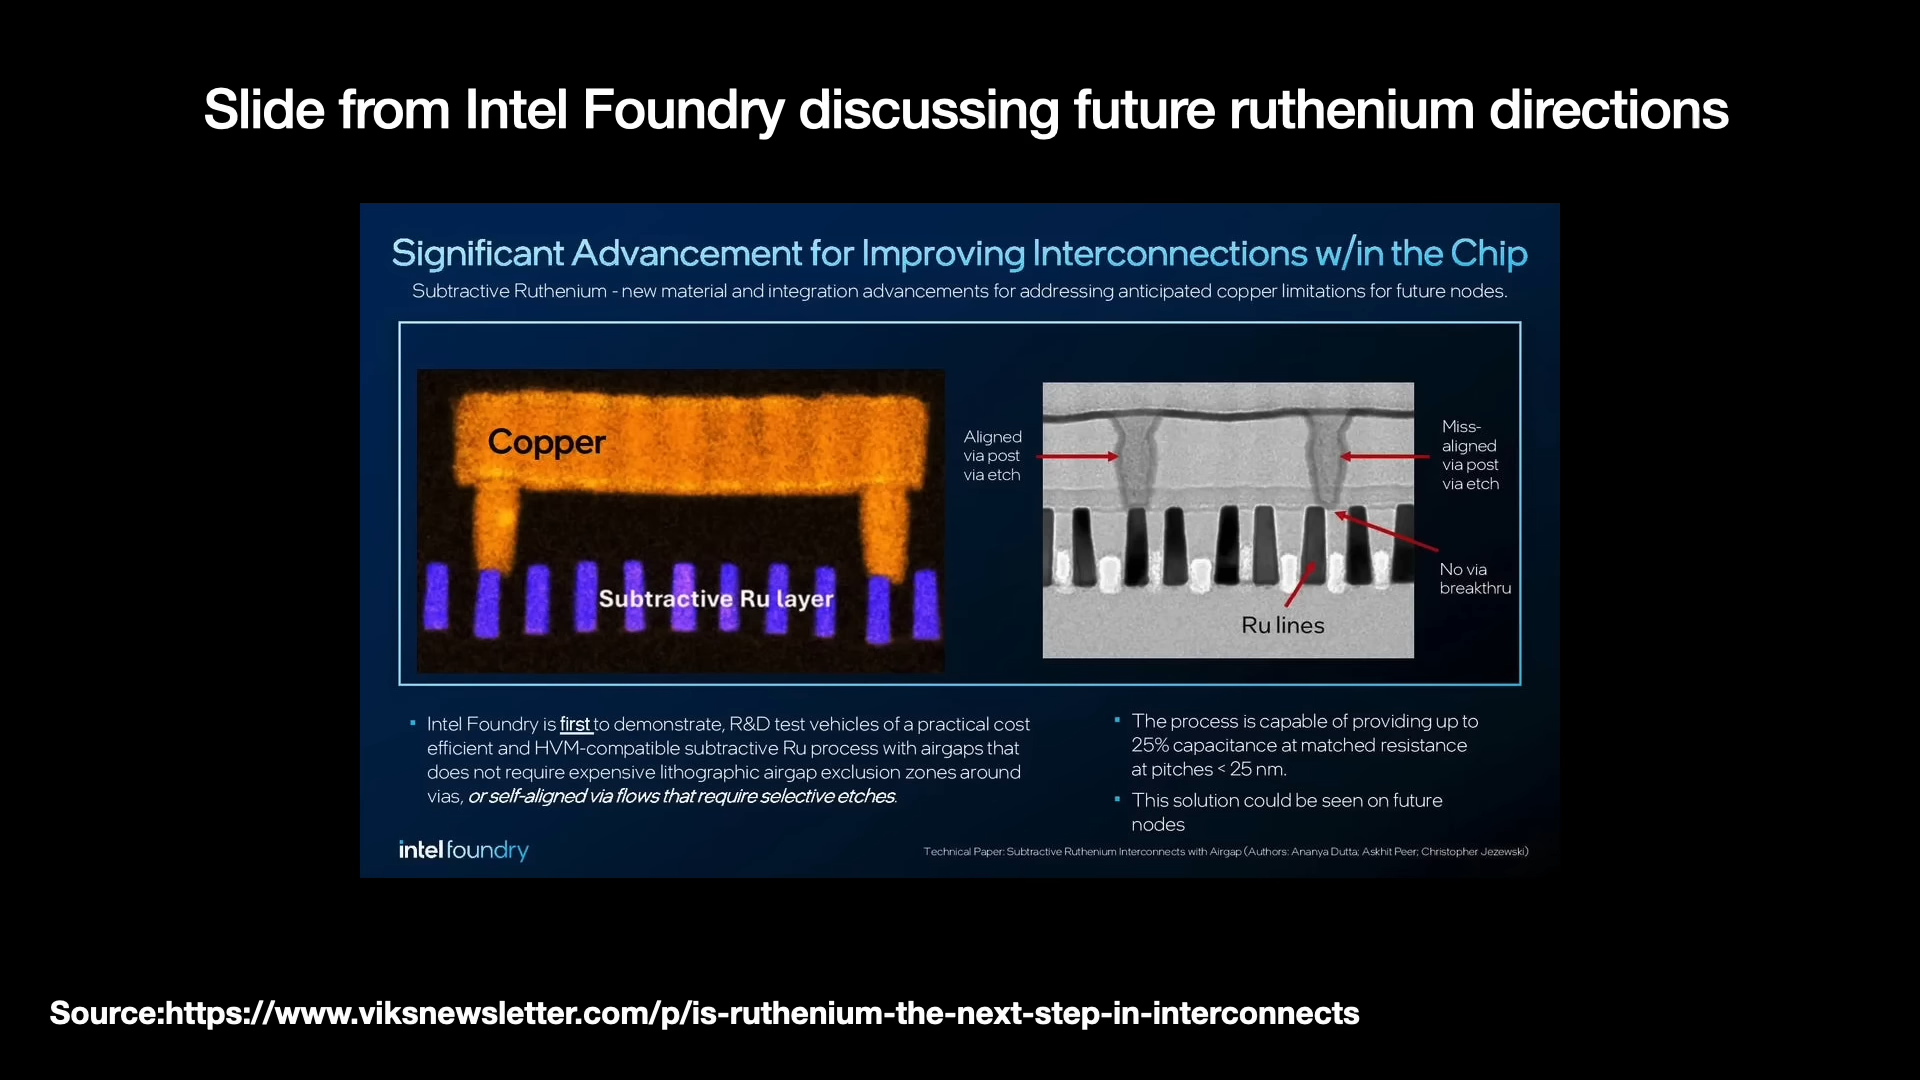 Slide from Intel Foundry discussing future ruthenium directions
Significant Advancement for Improving Interconnections w/in the Chip
Subtractive Ruthenium - new material and integration advancements for addressing anticipated copper limitations for future nodes.
Copper
Subtractive Ru layer
Aligned
via post
via etch
Miss-
aligned
via post
via etch
No via
breakthru
Ru lines
▪ Intel Foundry is first to demonstrate, R&D test vehicles of a practical cost
efficient and HVM-compatible subtractive Ru process with airgaps that
does not require expensive lithographic airgap exclusion zones around
vias, or self-aligned via flows that require selective etches.
▪ The process is capable of providing up to
25% capacitance at matched resistance
at pitches < 25 nm.
▪ This solution could be seen on future
nodes
intel foundry
Technical Paper: Subtractive Ruthenium Interconnects with Airgap (Authors: Ananya Dutta; Askhit Peer; Christopher Jezewski)
Source:https://www.viksnewsletter.com/p/is-ruthenium-the-next-step-in-interconnects